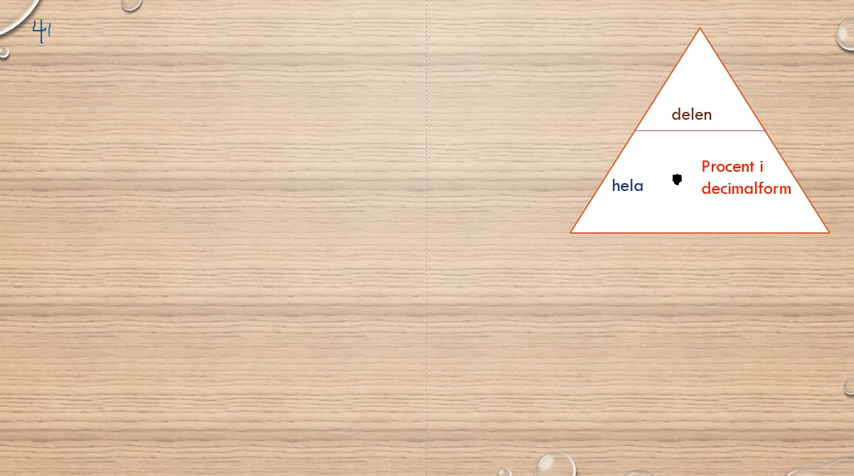 41
delen
Procent i
hela
decimalform